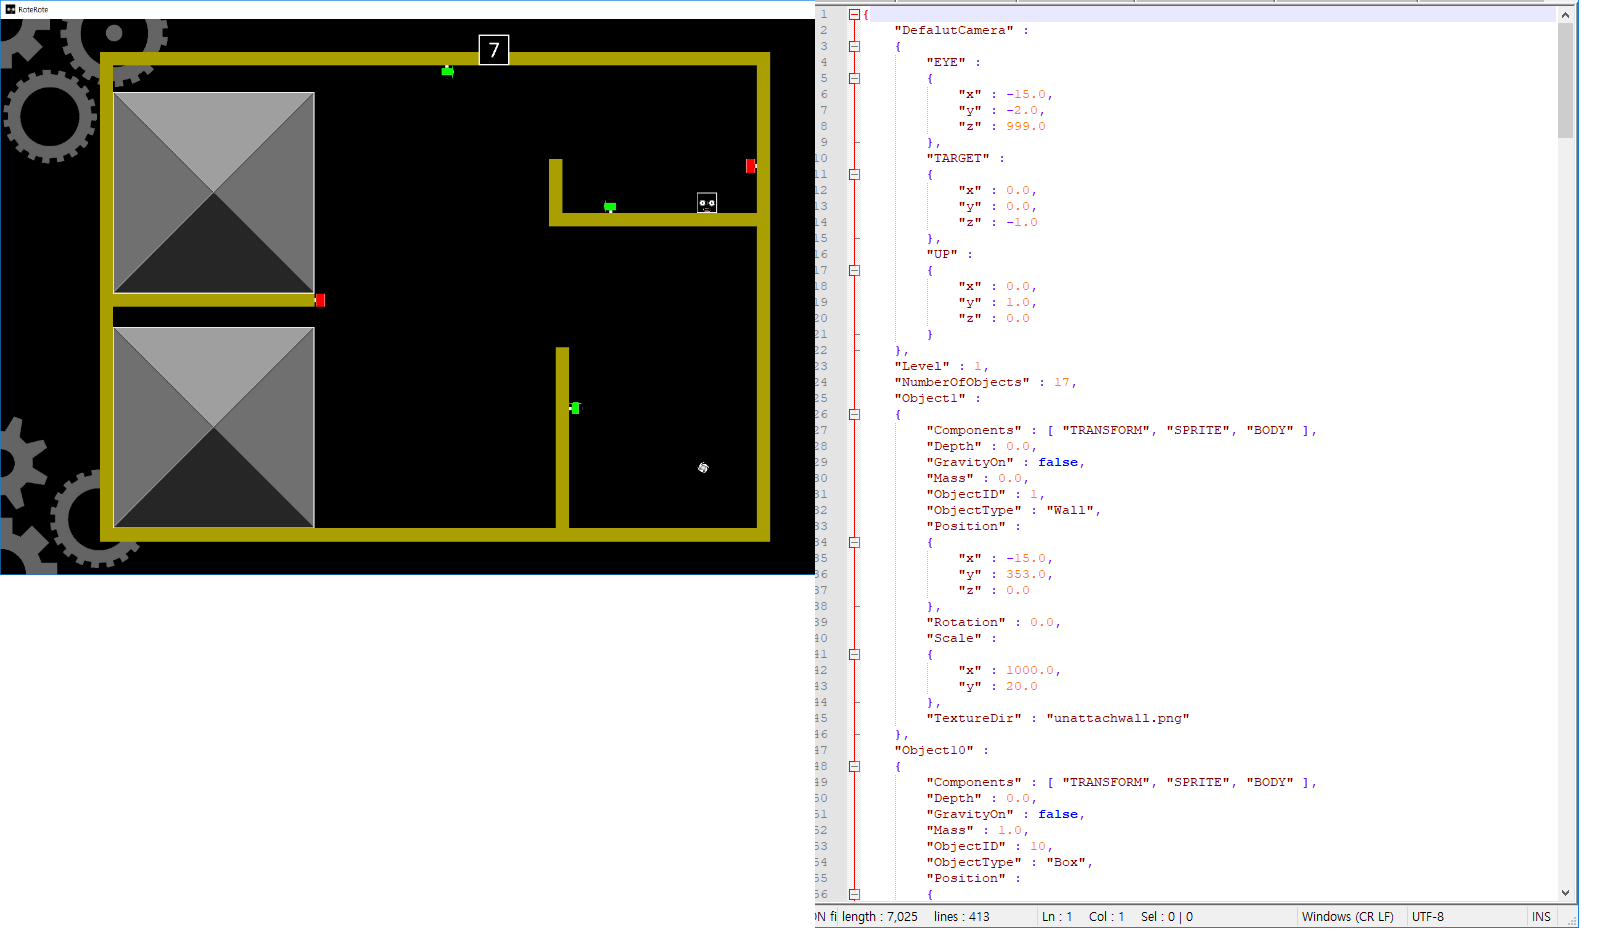 RoteRote
7
1 {
2 "DefalutCamera" :
3 {
4 "EYE" :
5 {
6 "x" : -15.0,
7 "y" : -2.0,
8 "z" : 999.0
9 },
10 "TARGET" :
11 {
12 "x" : 0.0,
13 "y" : 0.0,
14 "z" : -1.0
15 },
16 "UP" :
17 {
18 "x" : 0.0,
19 "y" : 1.0,
20 "z" : 0.0
21 }
22 },
23 "Level" : 1,
24 "NumberOfObjects" : 17,
25 "Object1" :
26 {
27 "Components" : [ "TRANSFORM", "SPRITE", "BODY" ],
28 "Depth" : 0.0,
29 "GravityOn" : false,
30 "Mass" : 0.0,
31 "ObjectID" : 1,
32 "ObjectType" : "Wall",
33 "Position" :
34 {
35 "x" : -15.0,
36 "y" : 353.0,
37 "z" : 0.0
38 },
39 "Rotation" : 0.0,
40 "Scale" :
41 {
42 "x" : 1000.0,
43 "y" : 20.0
44 },
45 "TextureDir" : "unattachwall.png"
46 },
47 "Object10" :
48 {
49 "Components" : [ "TRANSFORM", "SPRITE", "BODY" ],
50 "Depth" : 0.0,
51 "GravityOn" : false,
52 "Mass" : 1.0,
53 "ObjectID" : 10,
54 "ObjectType" : "Box",
55 "Position" :
56 {
ON fi length : 7,025 lines : 413 Ln : 1 Col : 1 Sel : 0 | 0 Windows (CR LF) UTF-8 INS